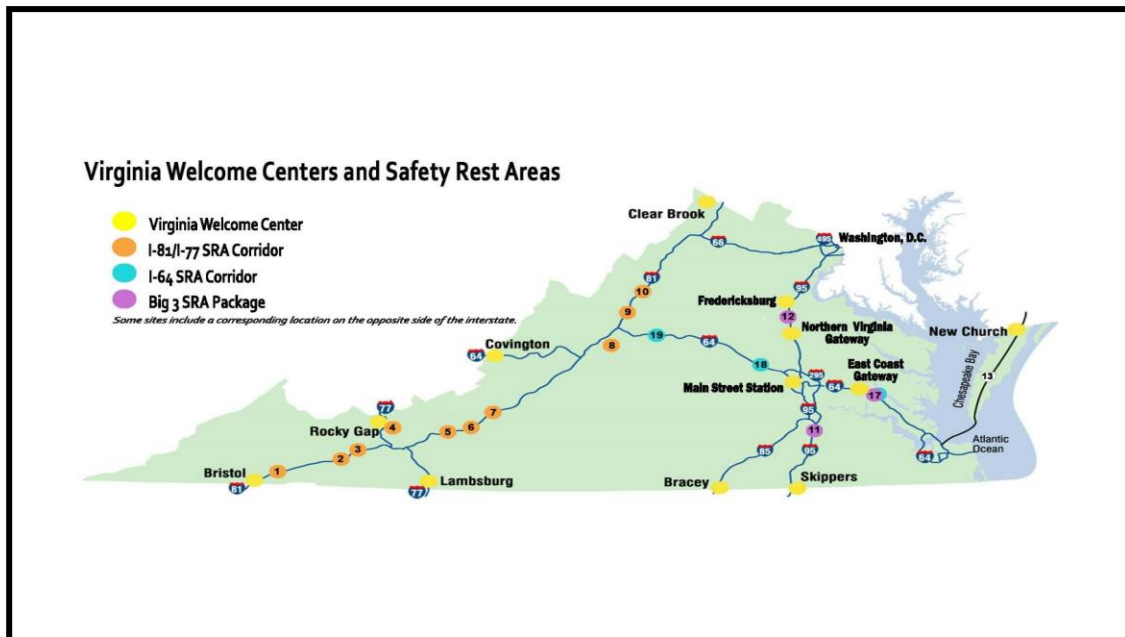 Virginia Welcome Centers and Safety Rest Areas
Virginia Welcome Center
I-81/I-77 SRA Corridor
I-64 SRA Corridor
Big 3 SRA Package
Some sites include a corresponding location on the opposite side of the interstate.
Clear Brook
66
495
Washington, D.C.
81
95
10
Fredericksburg
9
12
Northern Virginia
Gateway
New Church
19
64
8
Covington
64
18
East Coast
Gateway
295
Chesapeake Bay
13
Main Street Station
64
17
77
95
Rocky Gap
4
7
5
6
11
3
2
85
95
64
Atlantic
Ocean
Bristol
1
81
77
Lambsburg
Bracey
Skippers